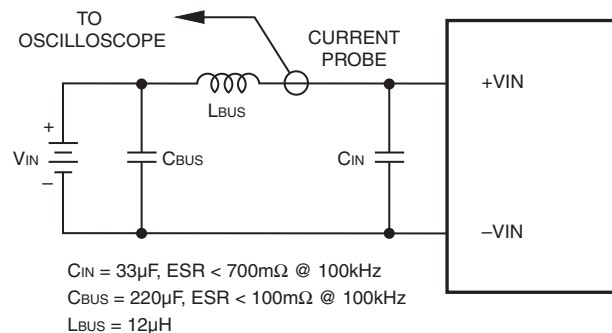 TO
OSCILLOSCOPE
CURRENT
PROBE
+VIN
LBUS
+
VIN
–
CBUS
CIN
–VIN
CIN = 33µF, ESR < 700mΩ @ 100kHz
CBUS = 220µF, ESR < 100mΩ @ 100kHz
LBUS = 12µH